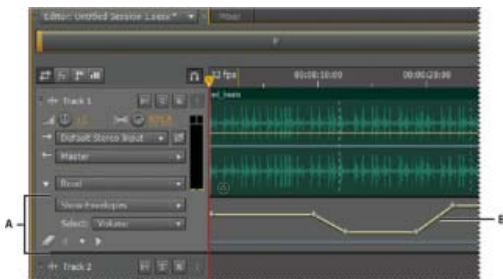 Editor: Untitled Session 1.sesx *
Mixer
32 fps
00:00:10:00
00:00:20:00
Track 1
M S R I
Default Stereo Input
Master
Read
Show Envelopes
Select: Volume
A
B
Track 2
M S R I